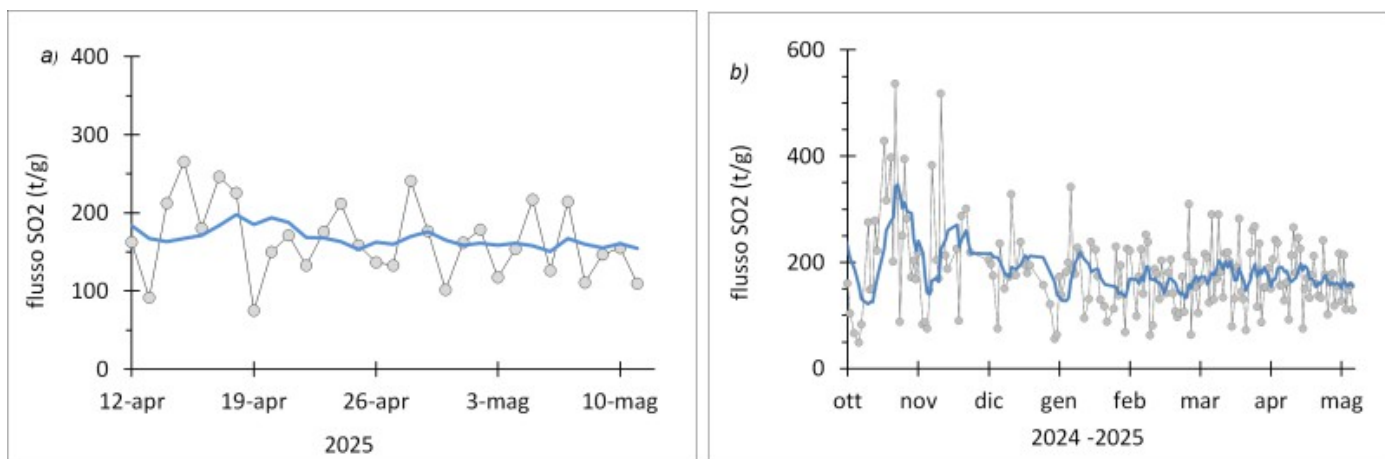 a)
flusso SO2 (t/g)
400
300
200
100
0
12-apr 19-apr 26-apr 3-mag 10-mag
2025
b)
flusso SO2 (t/g)
600
400
200
0
ott nov dic gen feb mar apr mag
2024 -2025